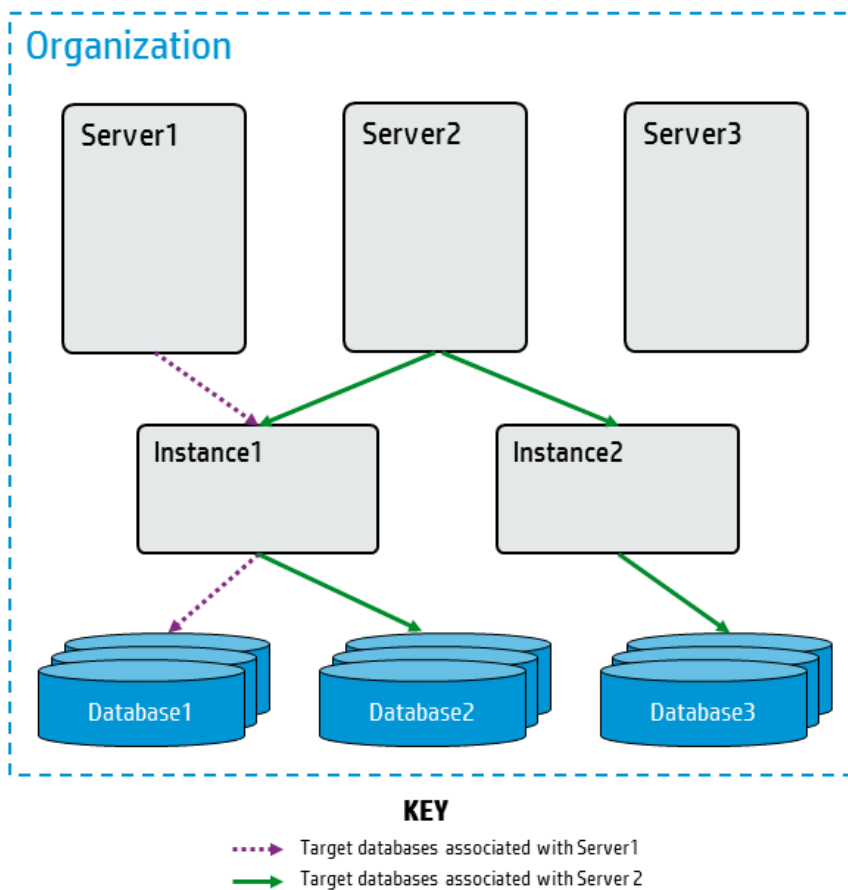 Organization
Server1
Server2
Server3
Instance1
Instance2
Database1
Database2
Database3
KEY
Target databases associated with Server1
Target databases associated with Server 2